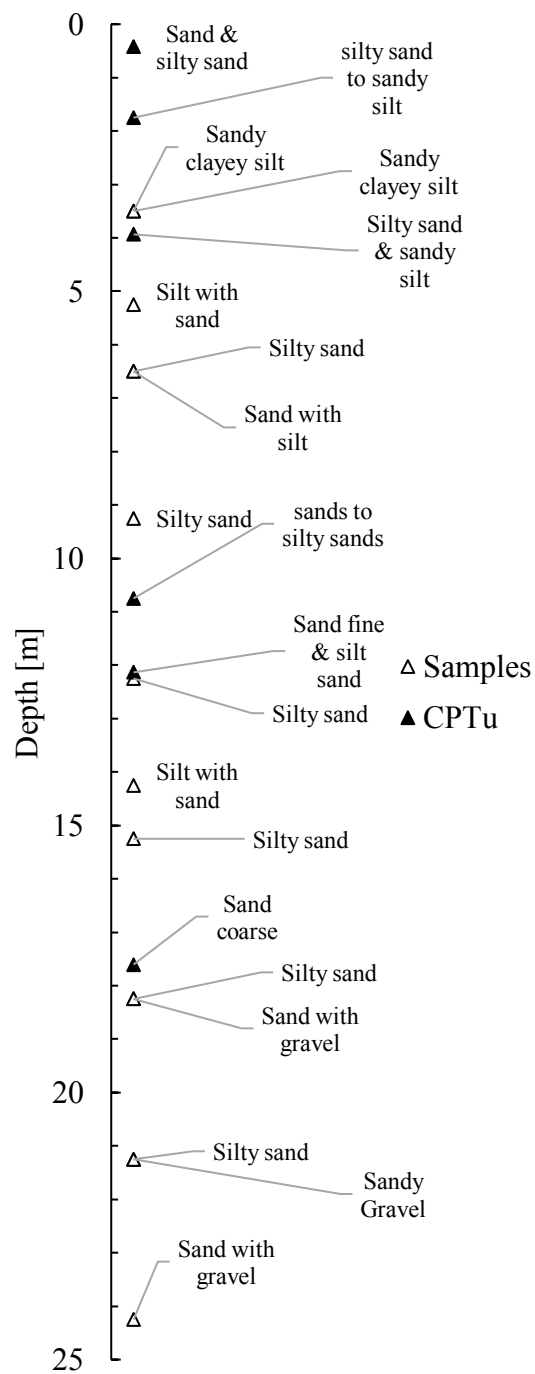 0
Sand &
silty sand
silty sand
to sandy
silt
Sandy
clayey silt
Sandy
clayey silt
Silty sand
& sandy
silt
5
Silt with
sand
Silty sand
Sand with
silt
Silty sand
sands to
silty sands
10
Depth [m]
Sand fine
& silt
sand
Silty sand
Samples
CPTu
Silt with
sand
15
Silty sand
Sand
coarse
Silty sand
Sand with
gravel
20
Silty sand
Sandy
Gravel
Sand with
gravel
25